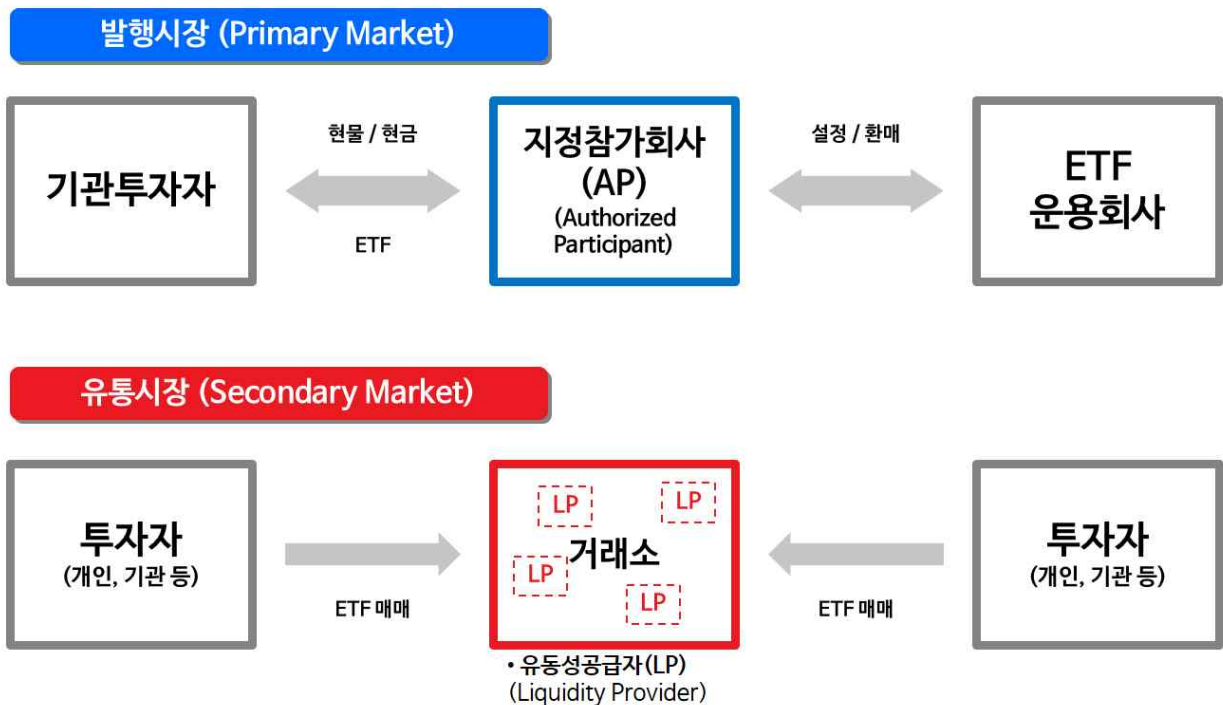 발행시장 (Primary Market)
기관투자자
현물 / 현금
ETF
지정참가회사
(AP)
(Authorized
Participant)
설정 / 환매
ETF
운용회사
유통시장 (Secondary Market)
투자자
(개인, 기관 등)
ETF 매매
LP
LP
거래소
LP
LP
• 유동성공급자(LP)
(Liquidity Provider)
ETF 매매
투자자
(개인, 기관 등)